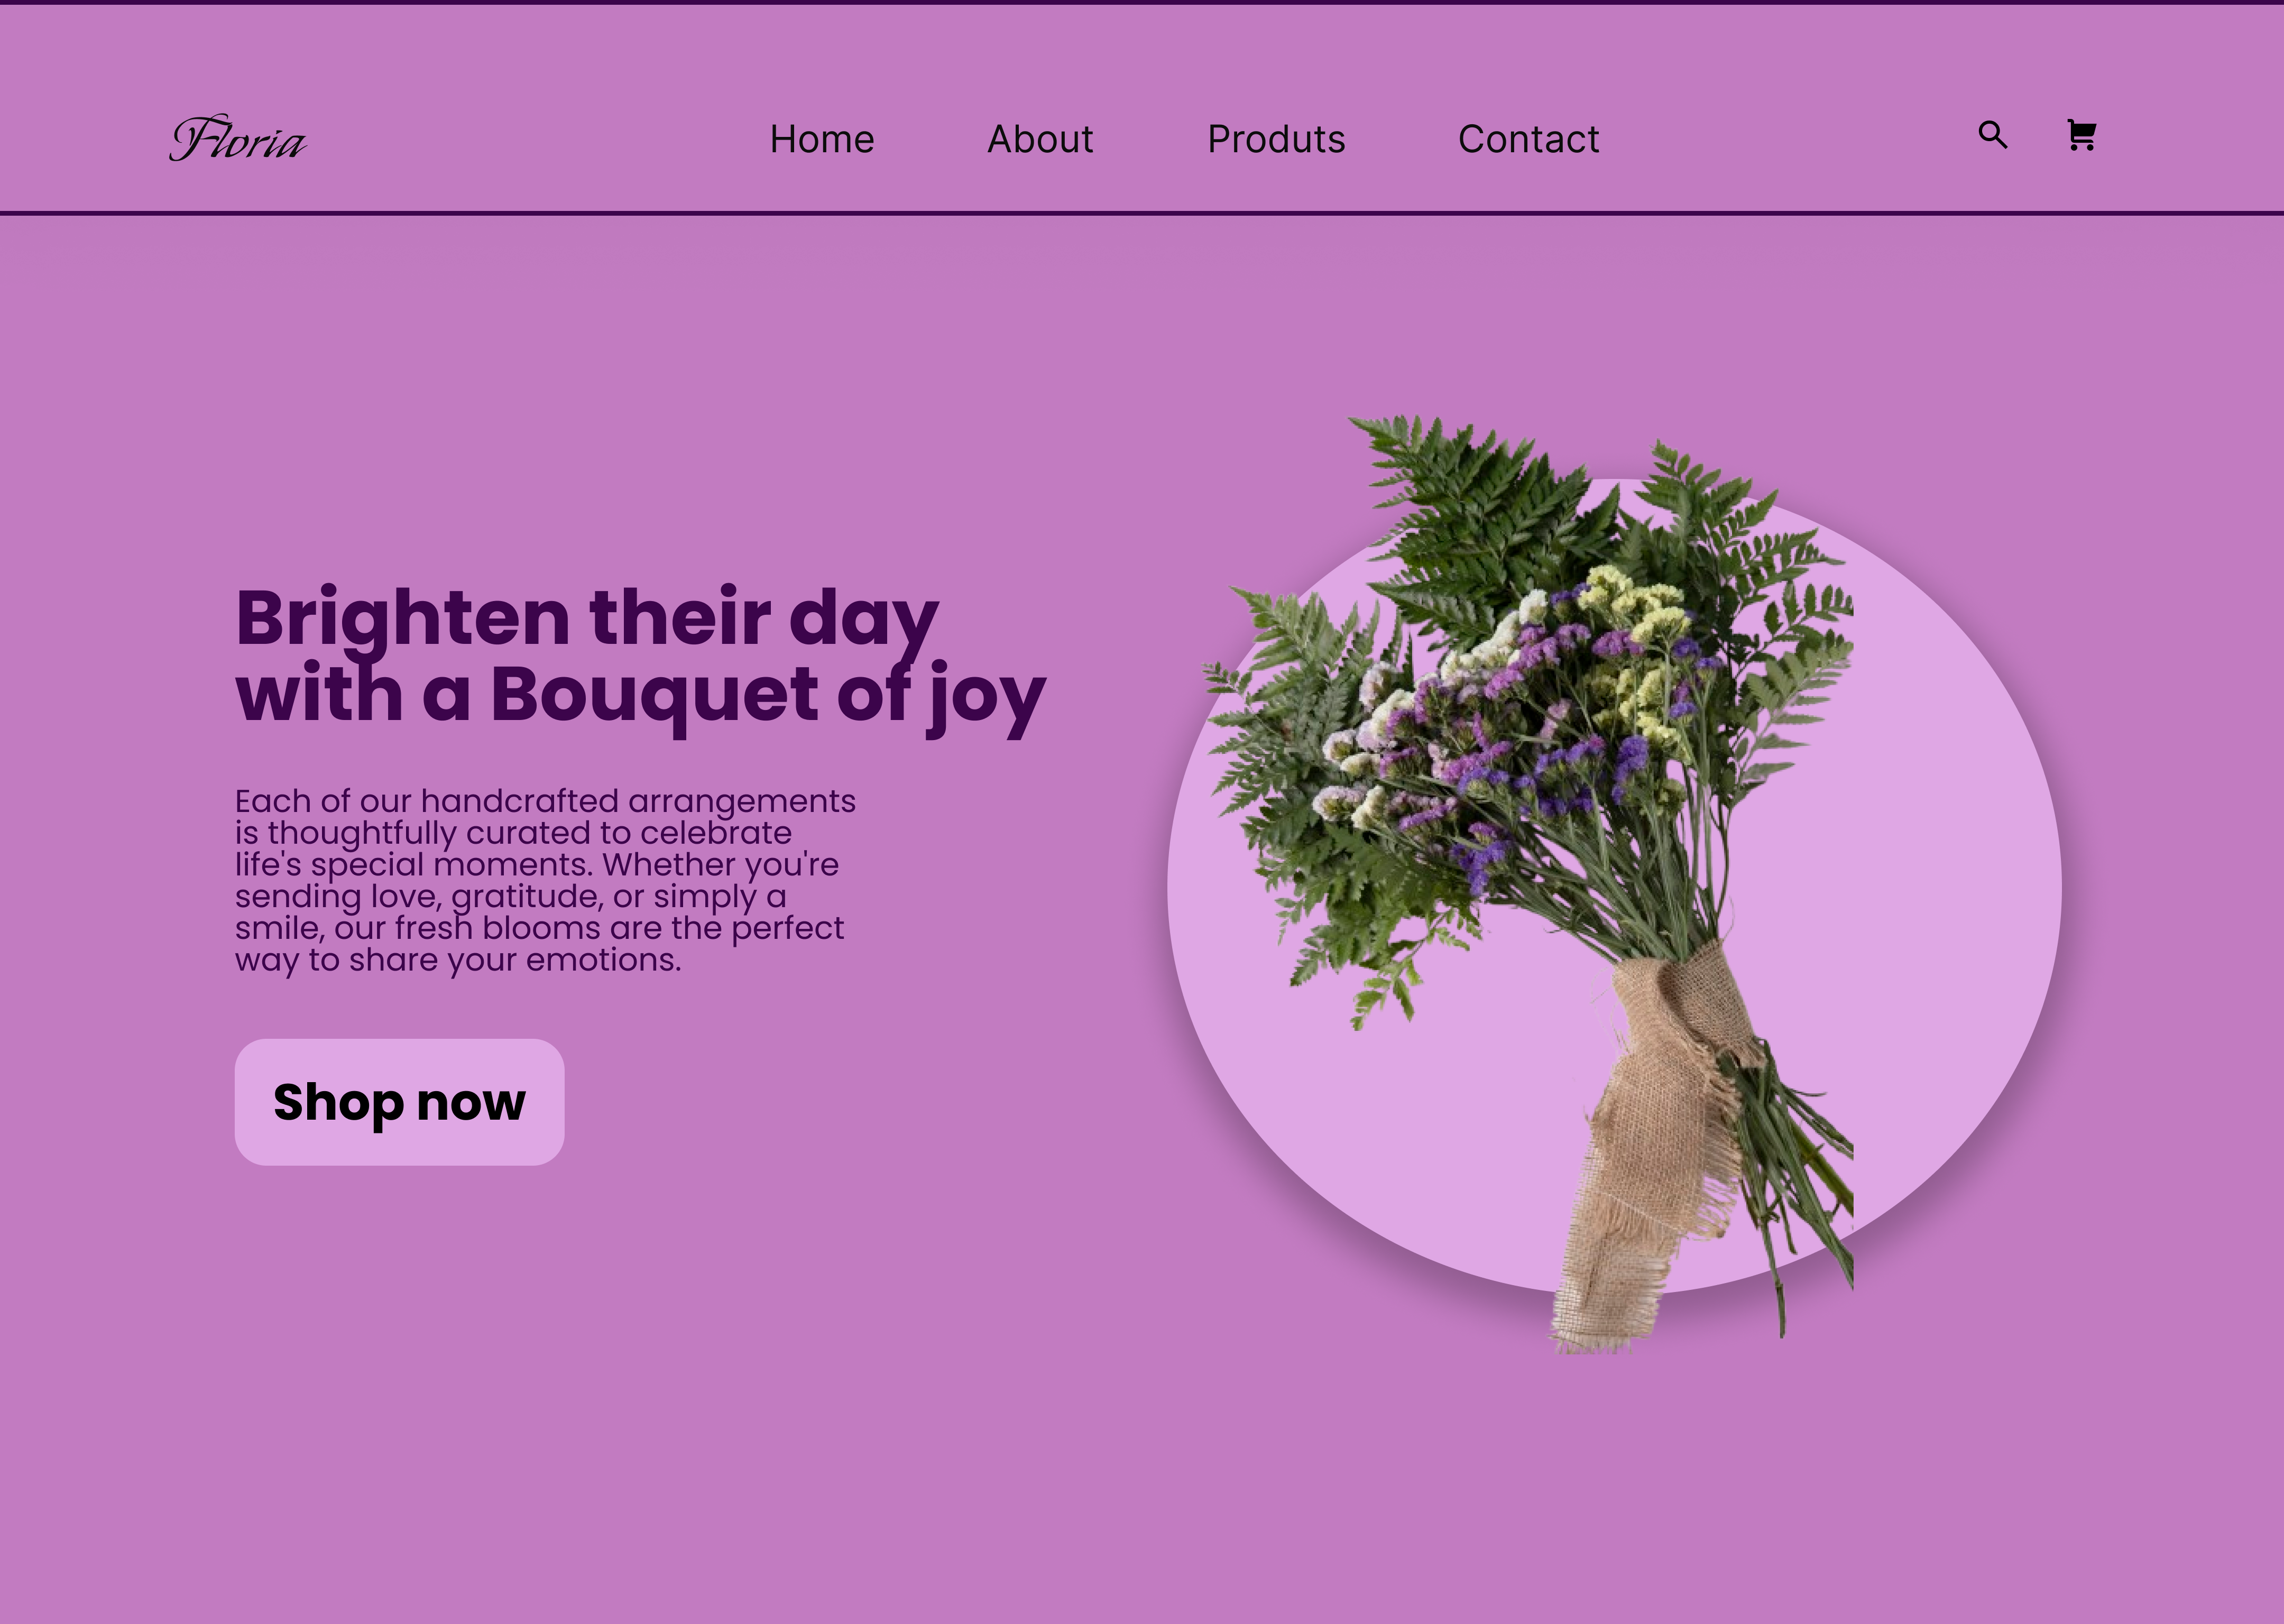 Floria
Home About Produts Contact
Brighten their day
with a Bouquet of joy
Each of our handcrafted arrangements
is thoughtfully curated to celebrate
life's special moments. Whether you're
sending love, gratitude, or simply a
smile, our fresh blooms are the perfect
way to share your emotions.
Shop now